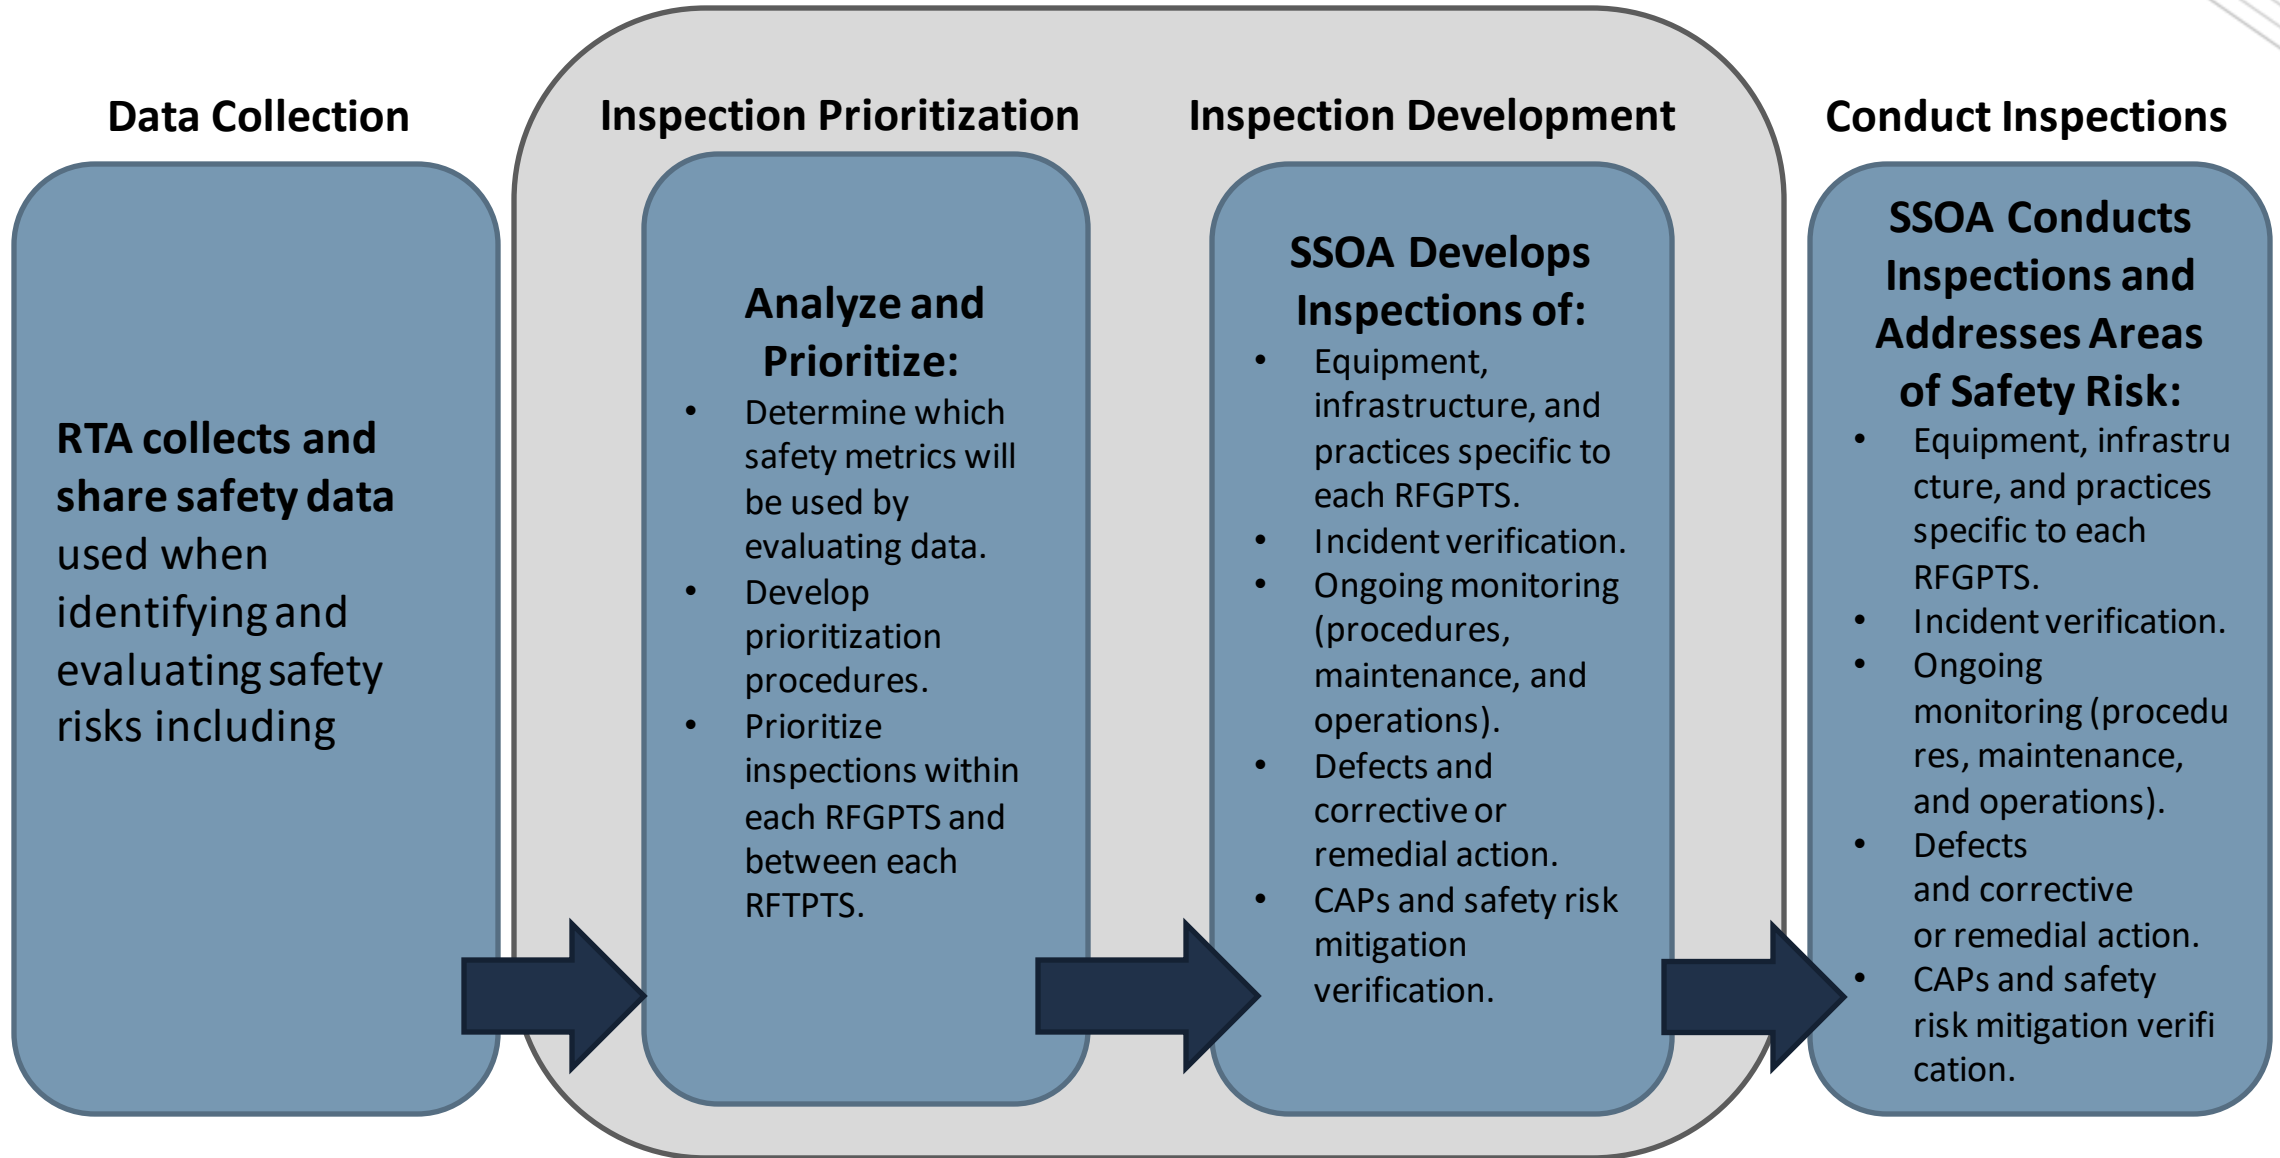 Data Collection
RTA collects and
share safety data
used when
identifying and
evaluating safety
risks including
Inspection Prioritization
Analyze and
Prioritize:
• Determine which
safety metrics will
be used by
evaluating data.
• Develop
prioritization
procedures.
• Prioritize
inspections within
each RFGPTS and
between each
RFTPTS.
Inspection Development
SSOA Develops
Inspections of:
• Equipment,
infrastructure, and
practices specific to
each RFGPTS.
• Incident verification.
• Ongoing monitoring
(procedures,
maintenance, and
operations).
• Defects and
corrective or
remedial action.
• CAPs and safety risk
mitigation
verification.
Conduct Inspections
SSOA Conducts
Inspections and
Addresses Areas
of Safety Risk:
• Equipment, infrastru
cture, and practices
specific to each
RFGPTS.
• Incident verification.
• Ongoing
monitoring (procedu
res, maintenance,
and operations).
• Defects
and corrective
or remedial action.
• CAPs and safety
risk mitigation verifi
cation.